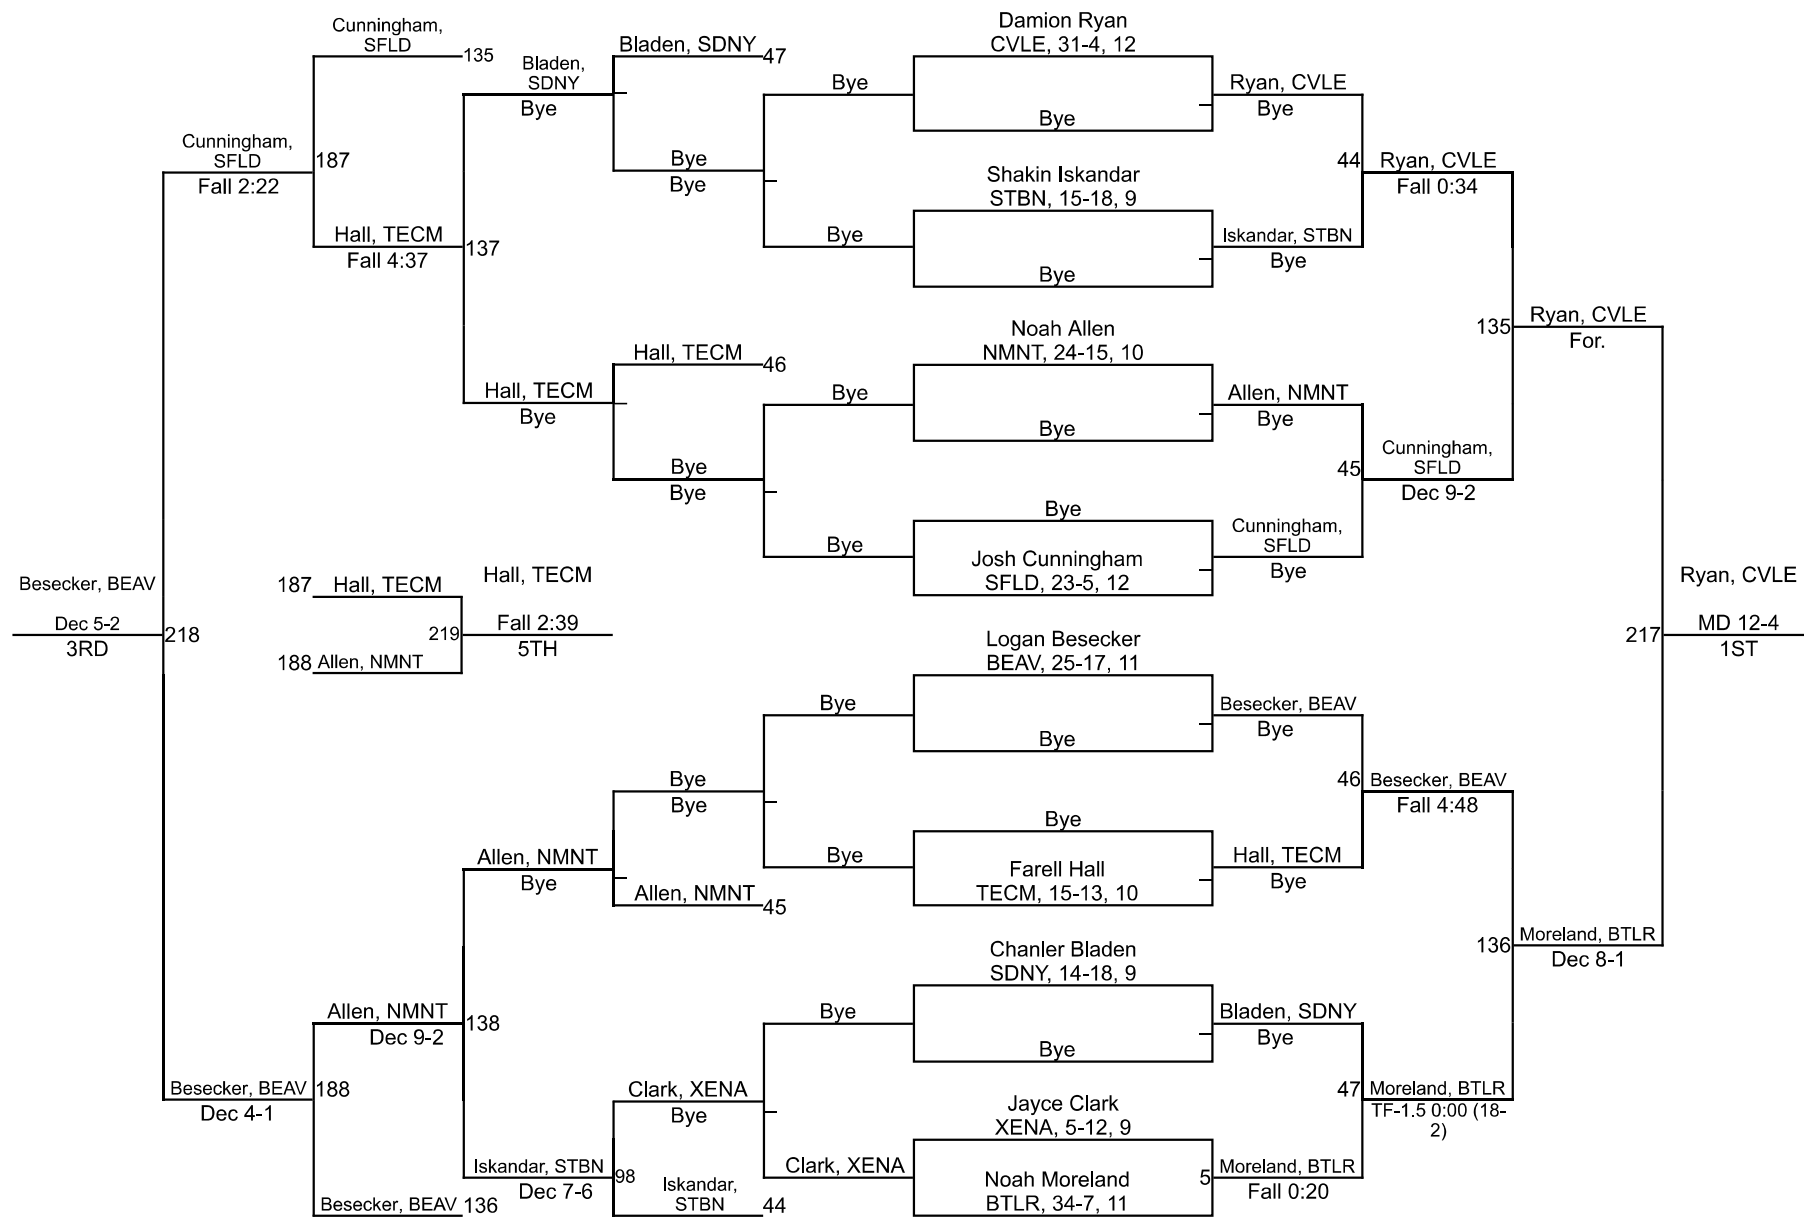 Damion Ryan
CVLE, 31-4, 12
Cunningham,
SFLD
135
Bladen, SDNY
47
Bladen,
SDNY
Bye
Bye
Bye
Ryan, CVLE
Bye
Cunningham,
SFLD
187
Fall 2:22
Bye
Bye
Shakin Iskandar
STBN, 15-18, 9
44
Ryan, CVLE
Fall 0:34
Hall, TECM
137
Fall 4:37
Bye
Bye
Iskandar, STBN
Bye
Noah Allen
NMNT, 24-15, 10
135
Ryan, CVLE
For.
Hall, TECM
46
Hall, TECM
Bye
Bye
Bye
Allen, NMNT
Bye
Bye
Bye
45
Cunningham,
SFLD
Dec 9-2
Bye
Bye
Josh Cunningham
SFLD, 23-5, 12
Cunningham,
SFLD
Bye
Besecker, BEAV
Dec 5-2
3RD
218
187
Hall, TECM
188
Allen, NMNT
219
Hall, TECM
Fall 2:39
5TH
Ryan, CVLE
217
MD 12-4
1ST
Logan Besecker
BEAV, 25-17, 11
Bye
Bye
Besecker, BEAV
Bye
Bye
Bye
46
Besecker, BEAV
Fall 4:48
Allen, NMNT
Bye
Bye
Bye
Farell Hall
TECM, 15-13, 10
Hall, TECM
Bye
Allen, NMNT
45
Chanler Bladen
SDNY, 14-18, 9
136
Moreland, BTLR
Dec 8-1
Allen, NMNT
138
Dec 9-2
Bye
Bye
Bladen, SDNY
Bye
Besecker, BEAV
188
Dec 4-1
Clark, XENA
Bye
Jayce Clark
XENA, 5-12, 9
47
Moreland, BTLR
TF-1.5 0:00 (18-
2)
Iskandar, STBN
98
Dec 7-6
Clark, XENA
Noah Moreland
BTLR, 34-7, 11
5
Moreland, BTLR
Fall 0:20
Besecker, BEAV
136
Iskandar,
STBN
44